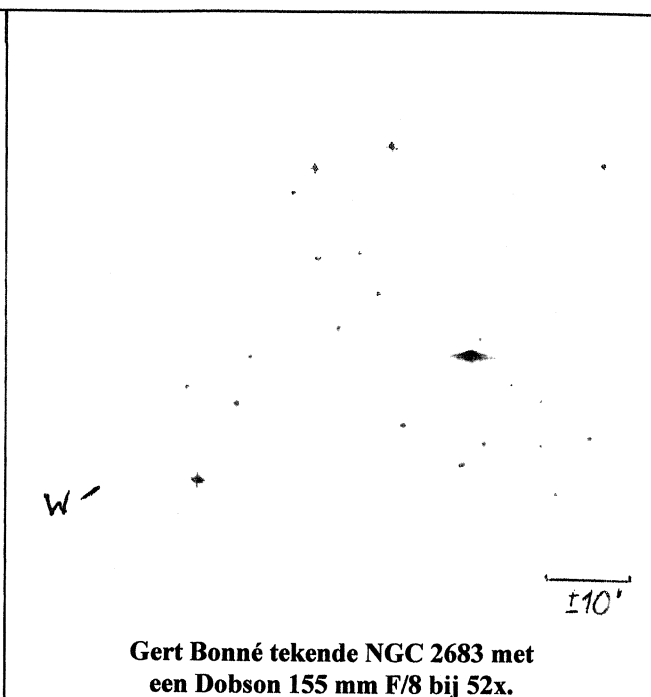 W
±10'
Gert Bonné tekende NGC 2683 met
een Dobson 155 mm F/8 bij 52x.